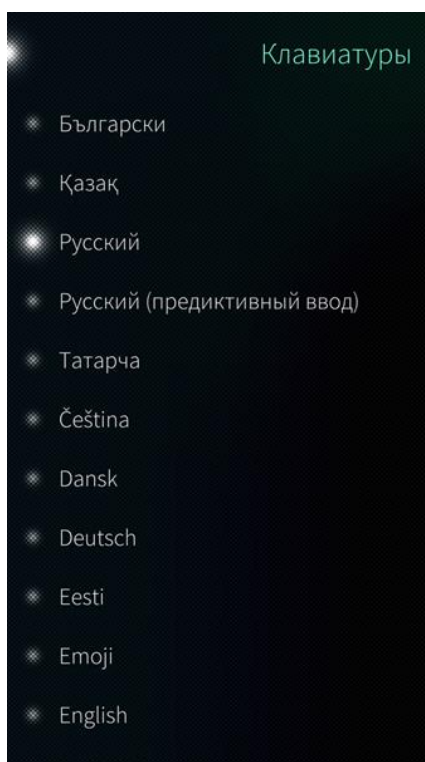 Клавиатуры
Български
Қазақ
Русский
Русский (предиктивный ввод)
Татарча
Čeština
Dansk
Deutsch
Eesti
Emoji
English